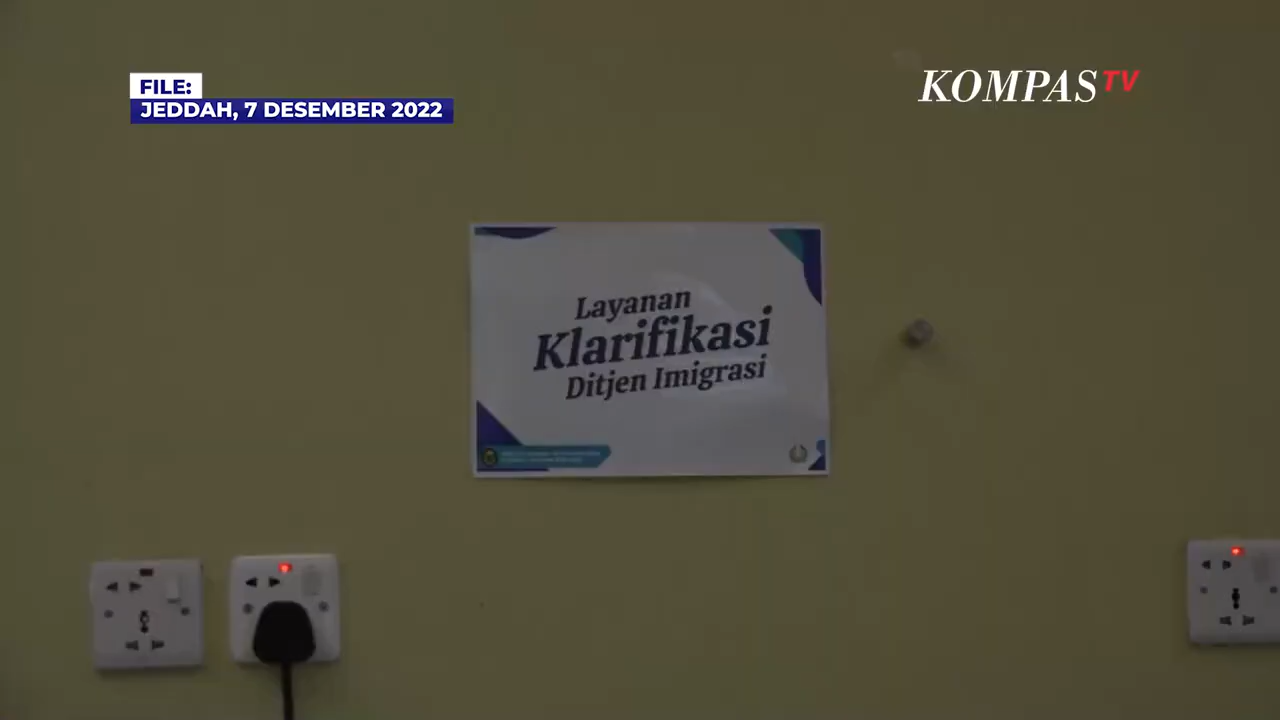 FILE:
JEDDAH, 7 DESEMBER 2022
KOMPAS TV
Layanan
Klarifikasi
Ditjen Imigrasi